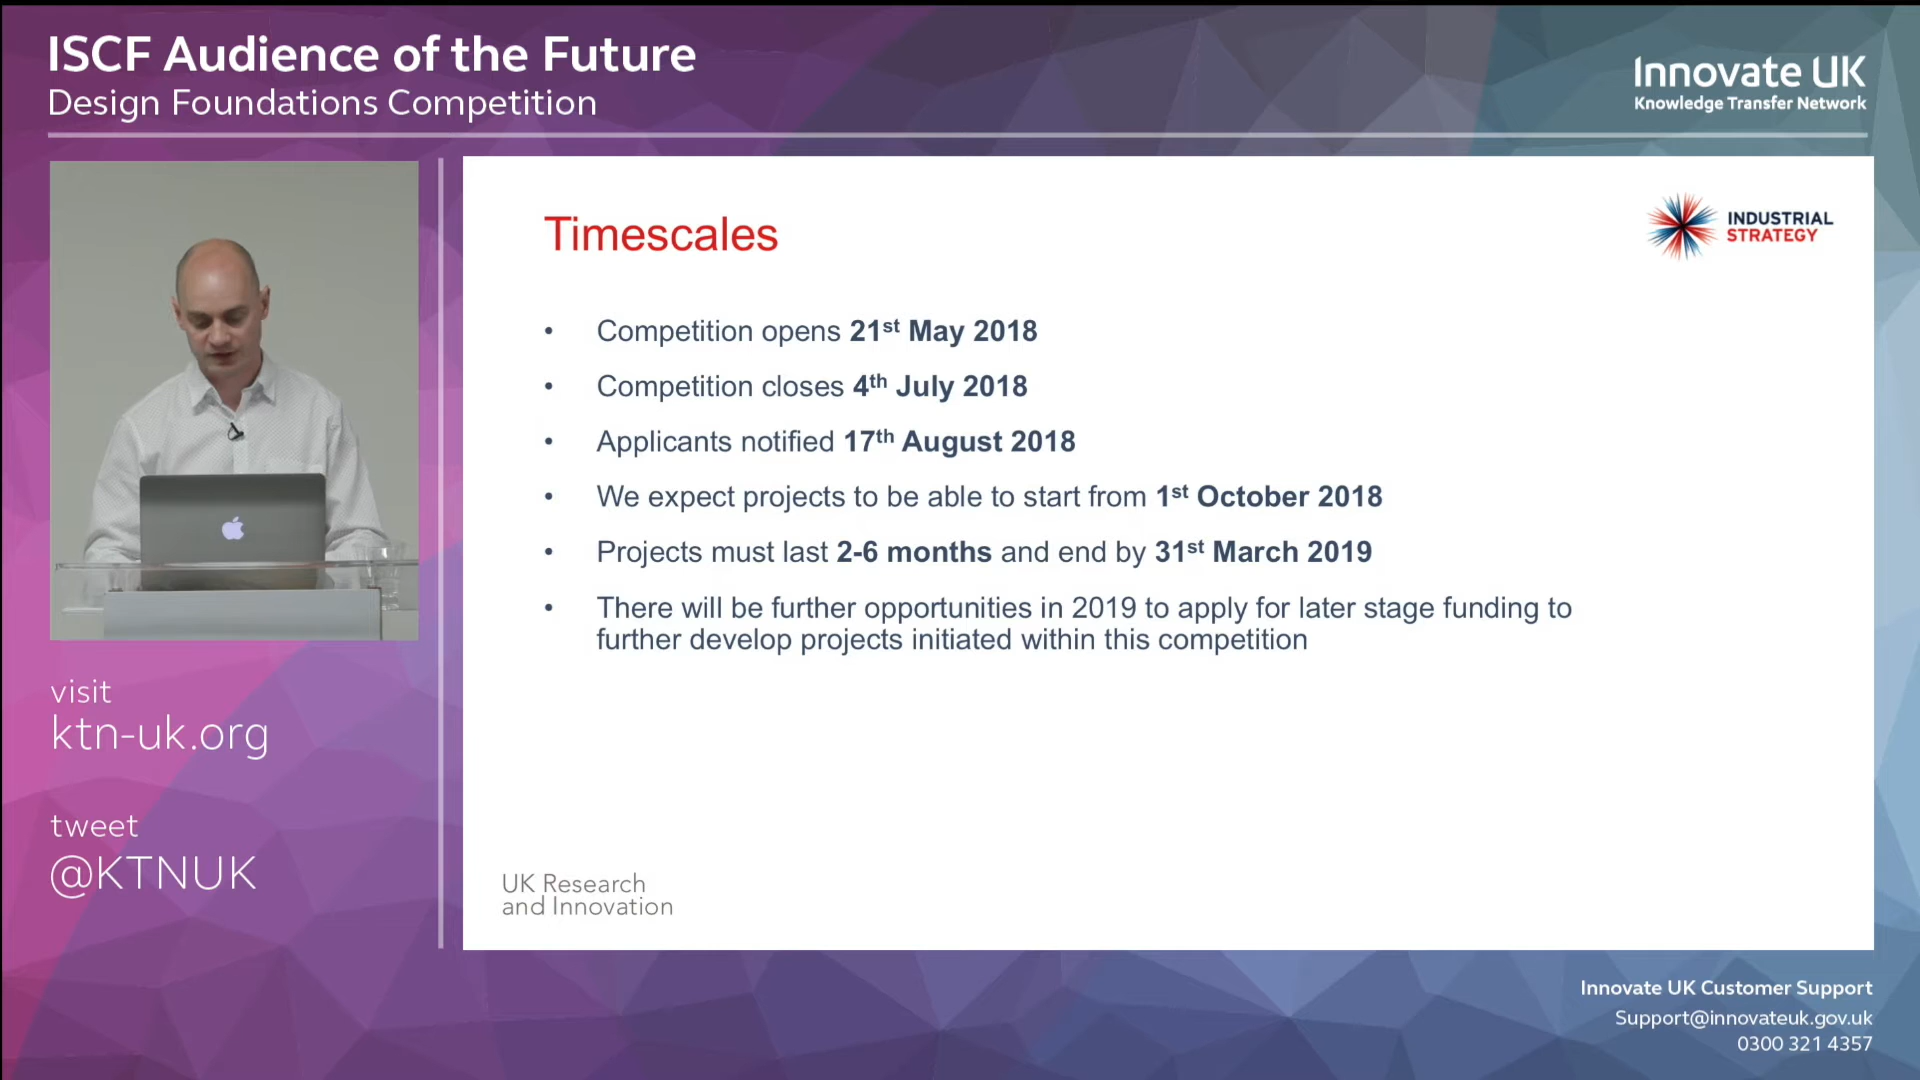 ISCF Audience of the Future
Design Foundations Competition
Innovate UK
Knowledge Transfer Network
Timescales
INDUSTRIAL
STRATEGY
• Competition opens 21st May 2018
• Competition closes 4th July 2018
• Applicants notified 17th August 2018
• We expect projects to be able to start from 1st October 2018
• Projects must last 2-6 months and end by 31st March 2019
• There will be further opportunities in 2019 to apply for later stage funding to
further develop projects initiated within this competition
UK Research
and Innovation
visit
ktn-uk.org
tweet
@KTNUK
Innovate UK Customer Support
Support@innovateuk.gov.uk
0300 321 4357